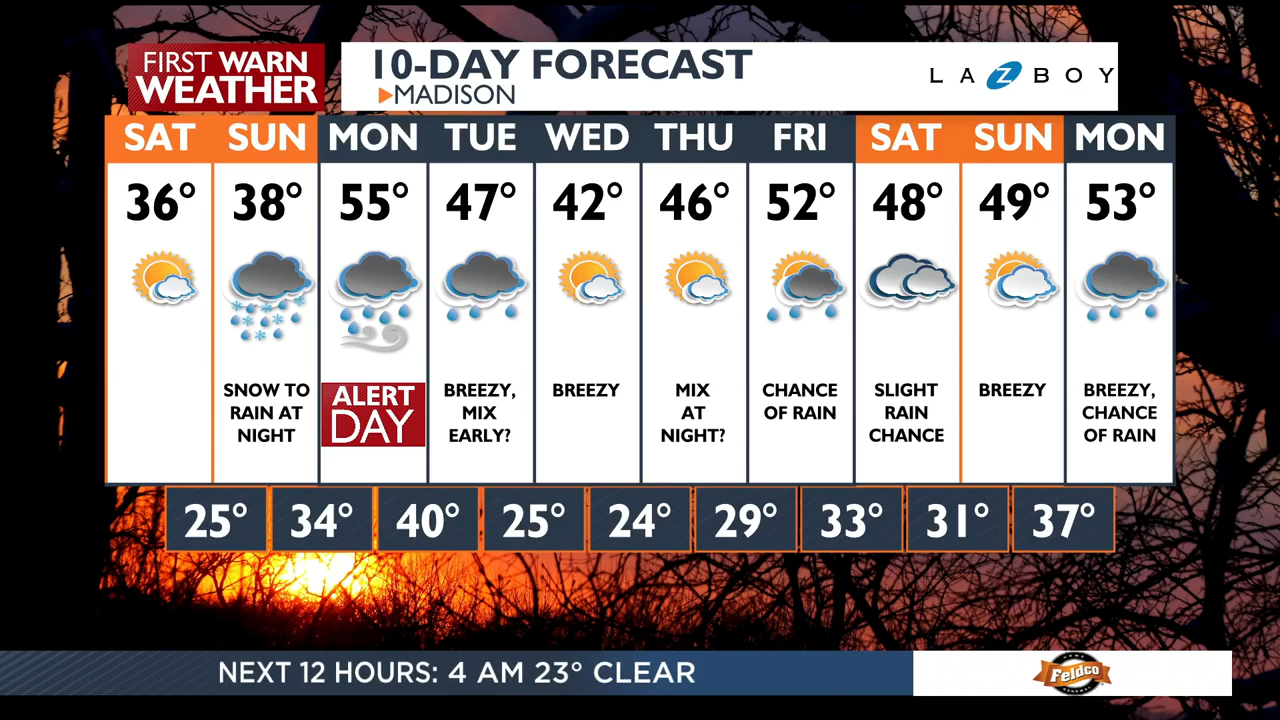 FIRST WARN
WEATHER
10-DAY FORECAST
MADISON
LA Z BOY
SAT SUN MON TUE WED THU FRI SAT SUN MON
36° 38° 55° 47° 42° 46° 52° 48° 49° 53°
SNOW TO
RAIN AT
NIGHT
ALERT
DAY
BREEZY,
MIX
EARLY?
BREEZY
MIX
AT
NIGHT?
CHANCE
OF RAIN
SLIGHT
RAIN
CHANCE
BREEZY
BREEZY,
CHANCE
OF RAIN
25° 34° 40° 25° 24° 29° 33° 31° 37°
NEXT 12 HOURS: 4 AM 23° CLEAR
HOME
Feldco
RENEWAL